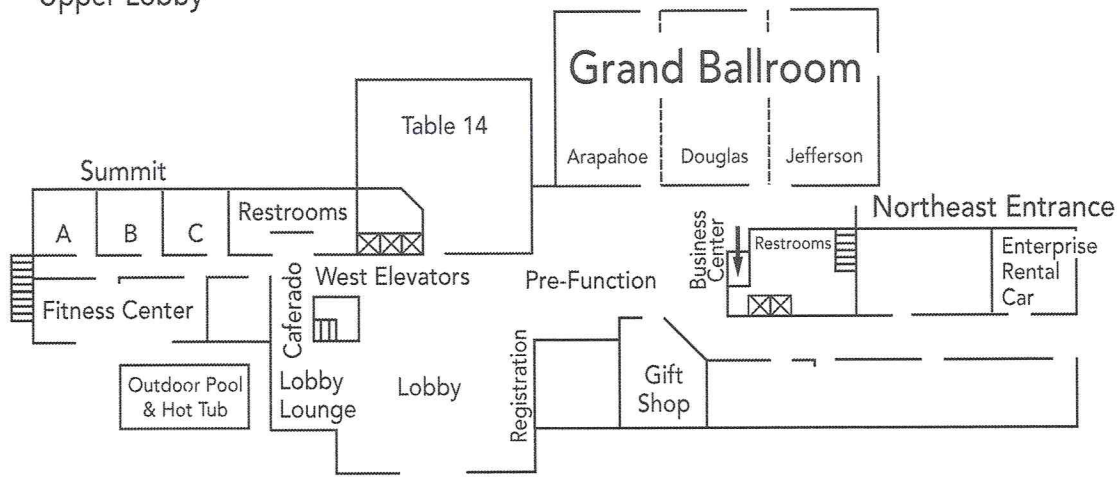 Upper Lobby
Grand Ballroom
Arapahoe
Douglas
Jefferson
Table 14
Summit
A
B
C
Restrooms
West Elevators
Pre-Function
Business
Center
Restrooms
Northeast Entrance
Enterprise
Rental
Car
Fitness Center
Caferado
Outdoor Pool
& Hot Tub
Lobby
Lounge
Lobby
Registration
Gift
Shop